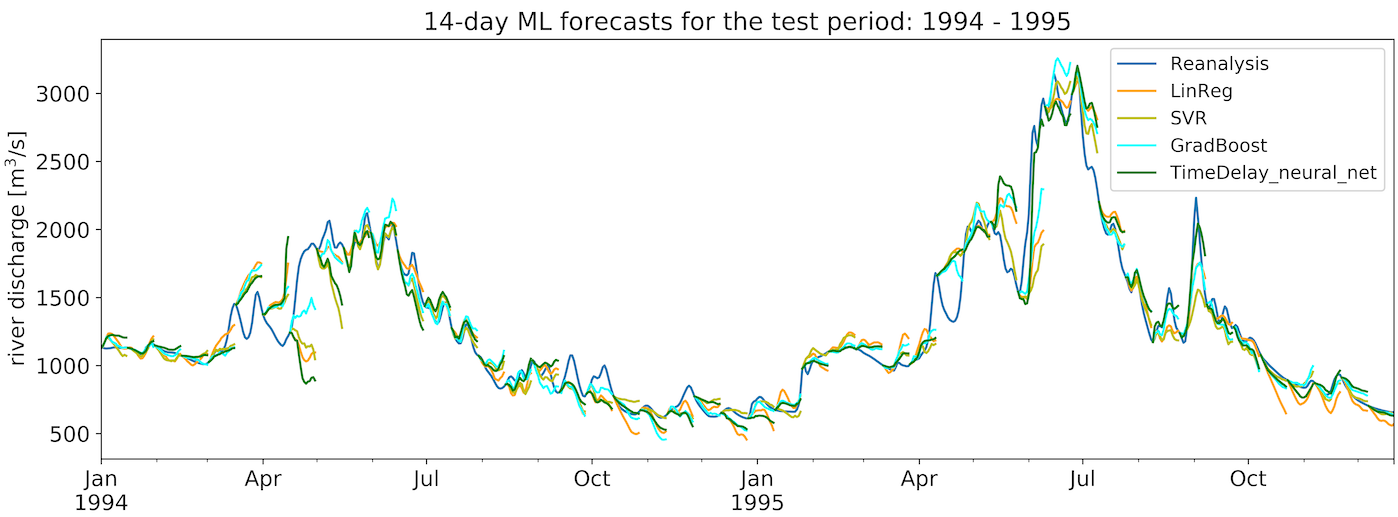 14-day ML forecasts for the test period: 1994 - 1995
river discharge [m³/s]
3000
2500
2000
1500
1000
500
Reanalysis
LinReg
SVR
GradBoost
TimeDelay_neural_net
Jan Apr Jul Oct Jan Apr Jul Oct
1994 1995